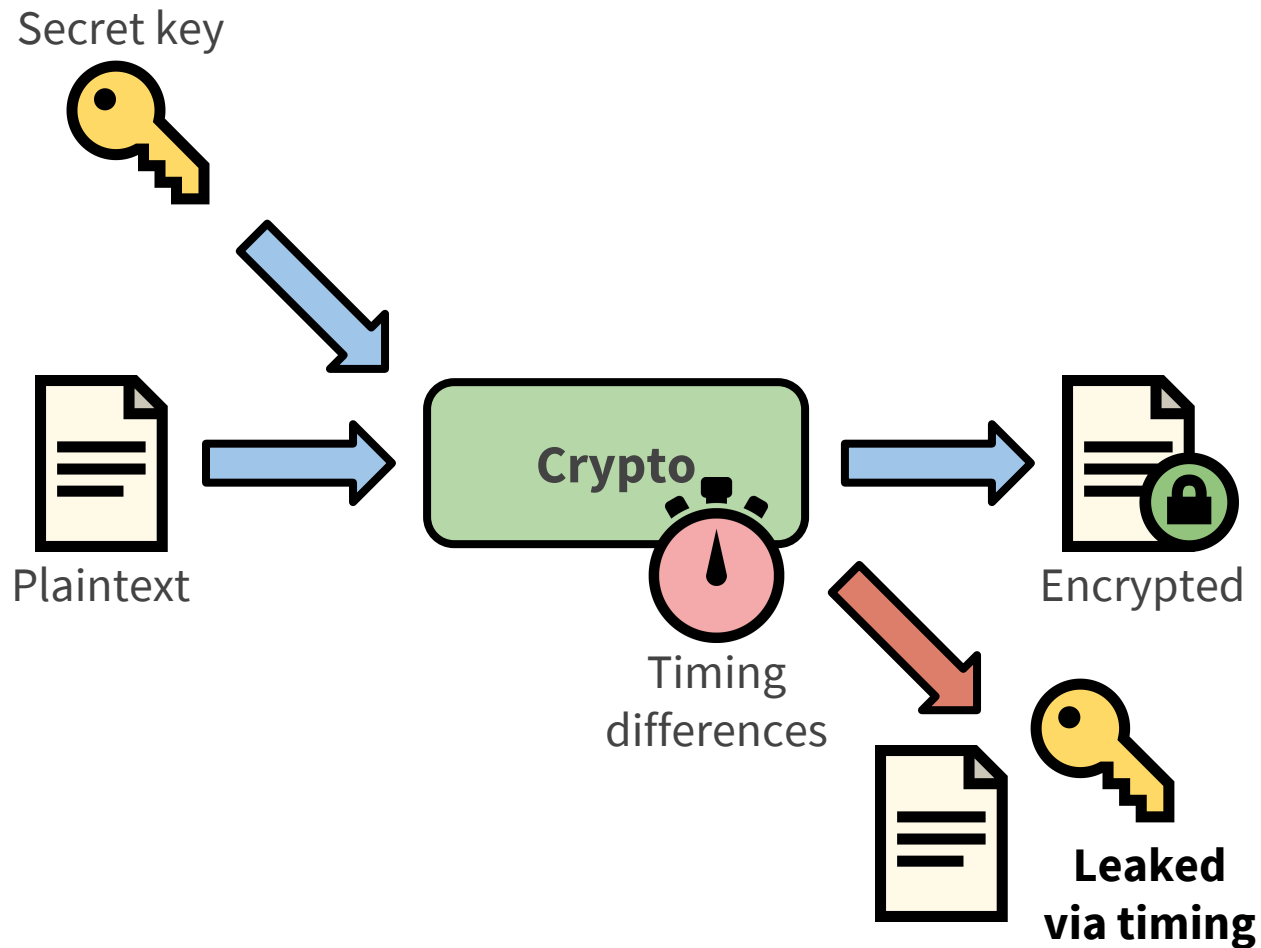 Secret key
Crypto
Plaintext
Encrypted
Timing
differences
Leaked
via timing